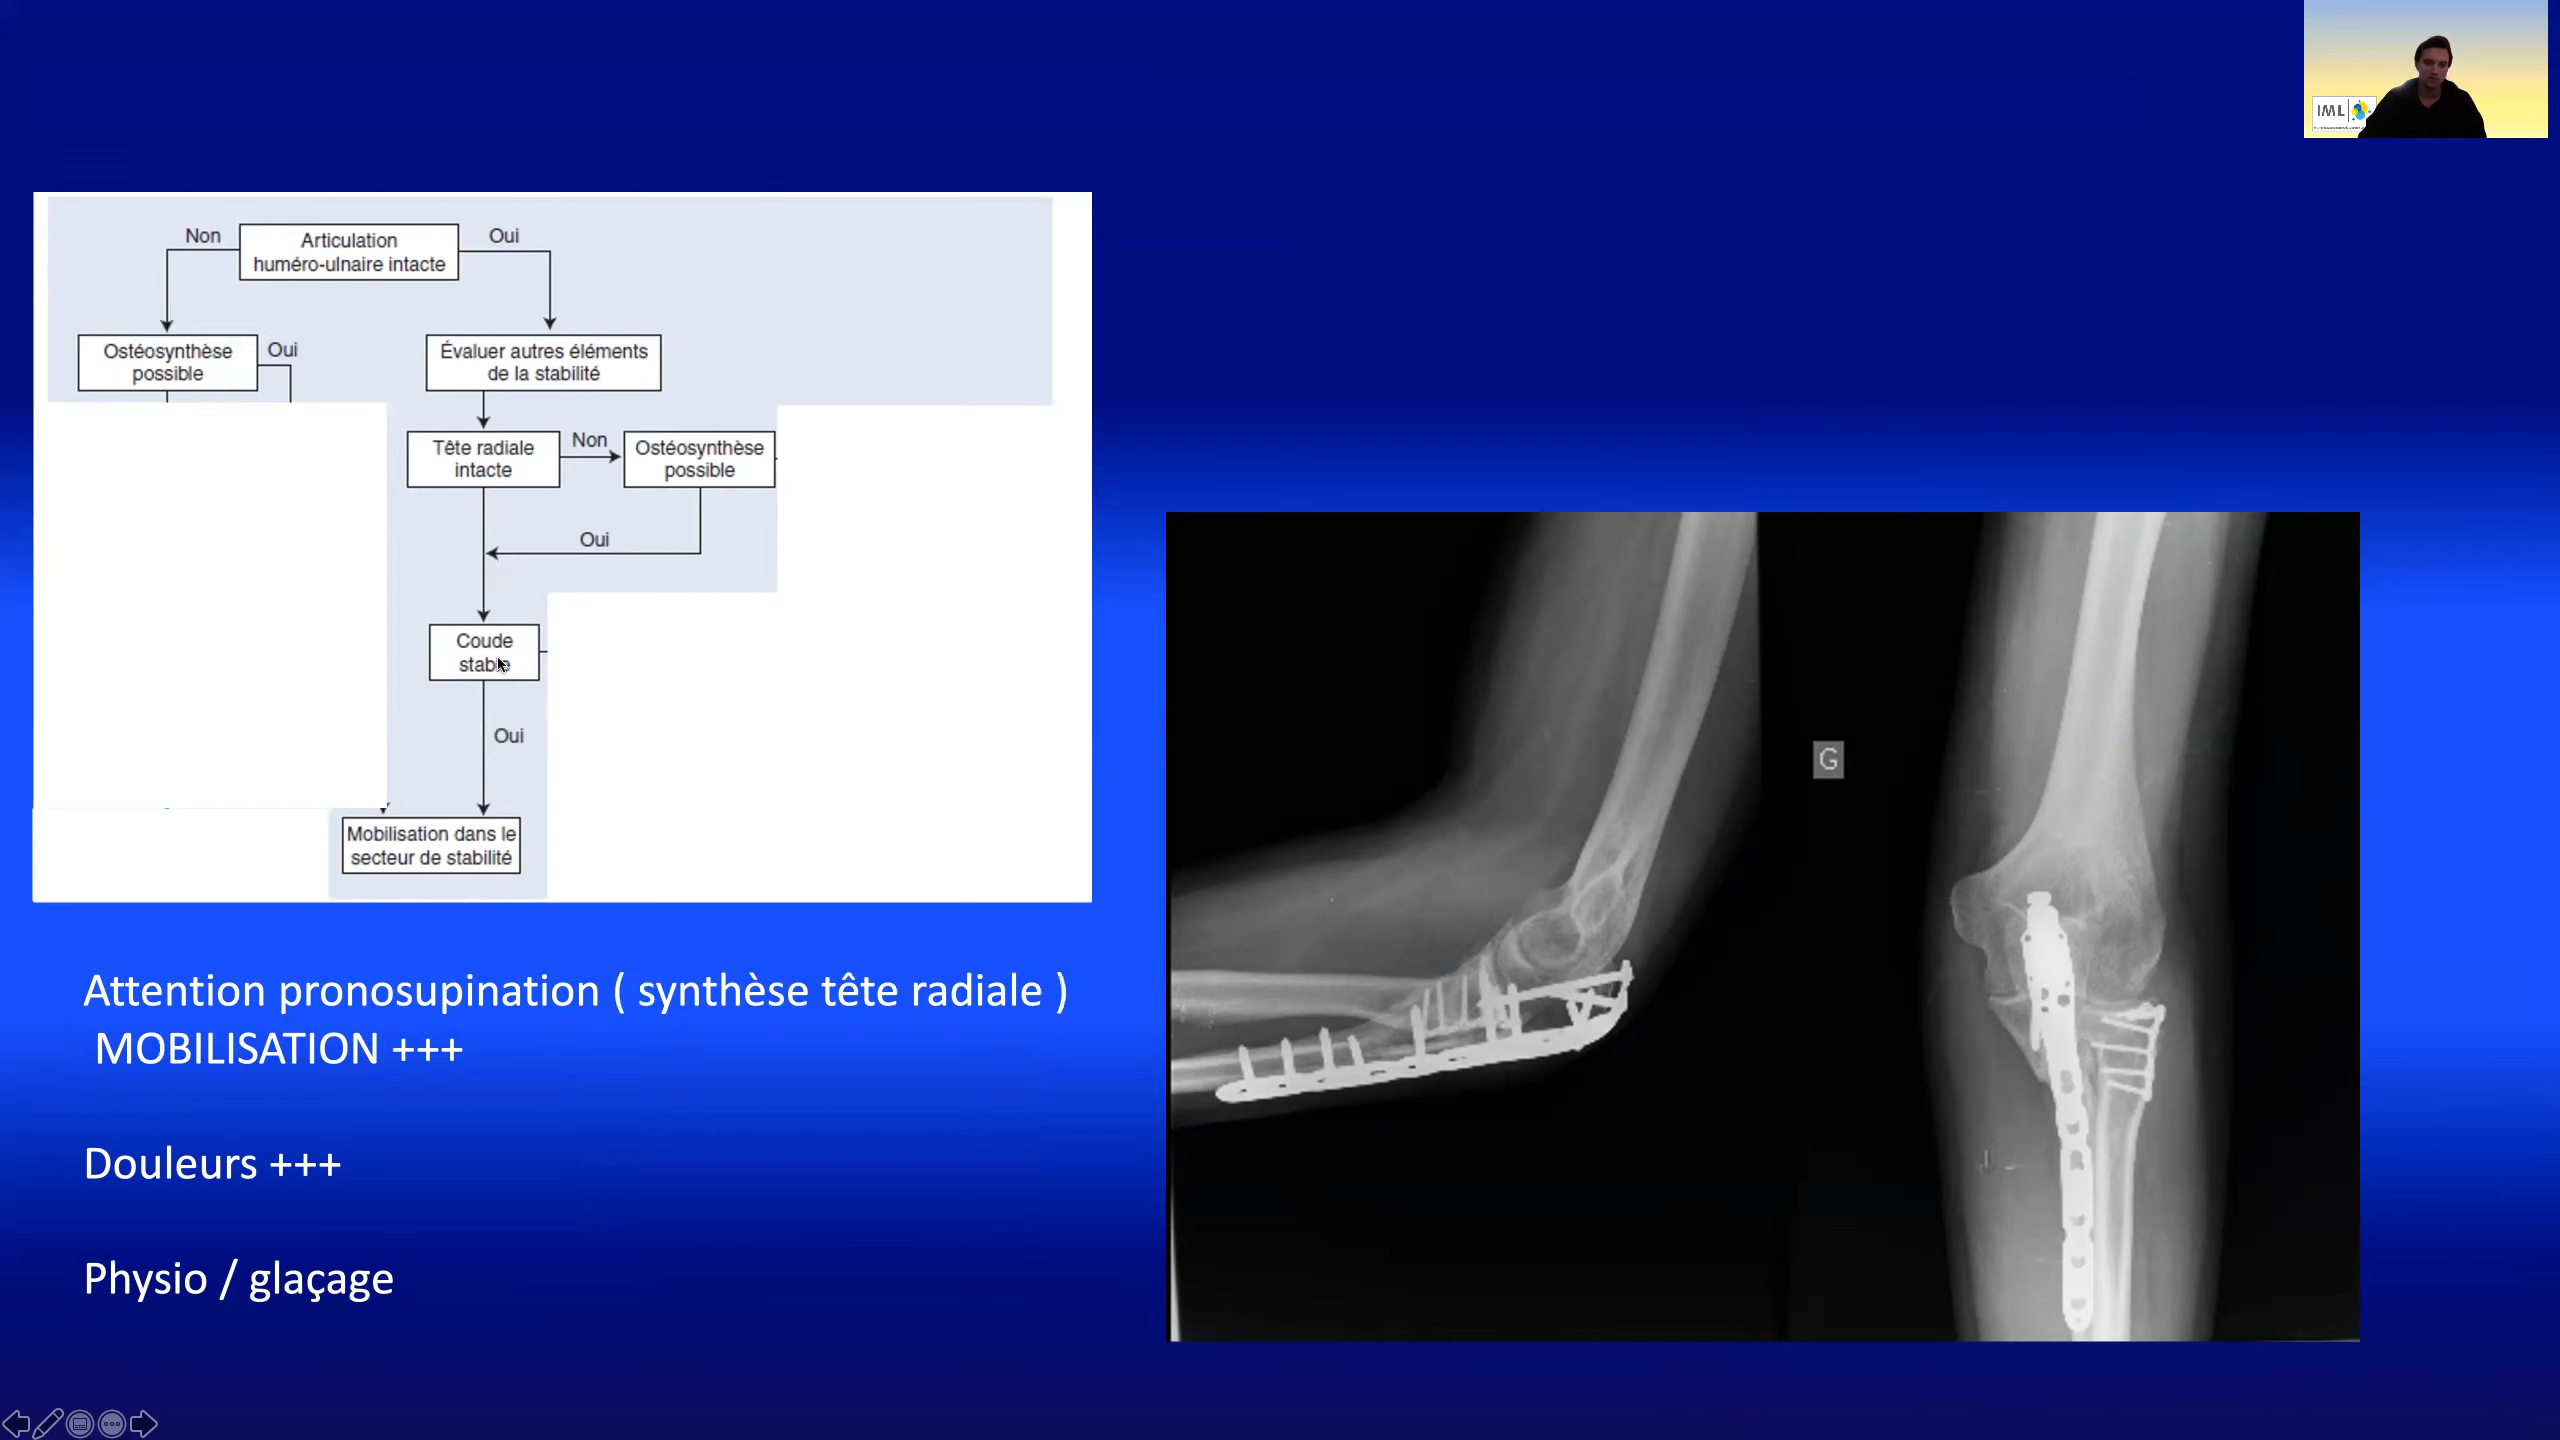 IML
Non
Articulation
huméro-ulnaire intacte
Oui
Ostéosynthèse
possible
Oui
Évaluer autres éléments
de la stabilité
Tête radiale
intacte
Non
Ostéosynthèse
possible
Oui
Coude
stable
Oui
Mobilisation dans le
secteur de stabilité
G
Attention pronosupination ( synthèse tête radiale )
MOBILISATION +++
Douleurs +++
Physio / glaçage